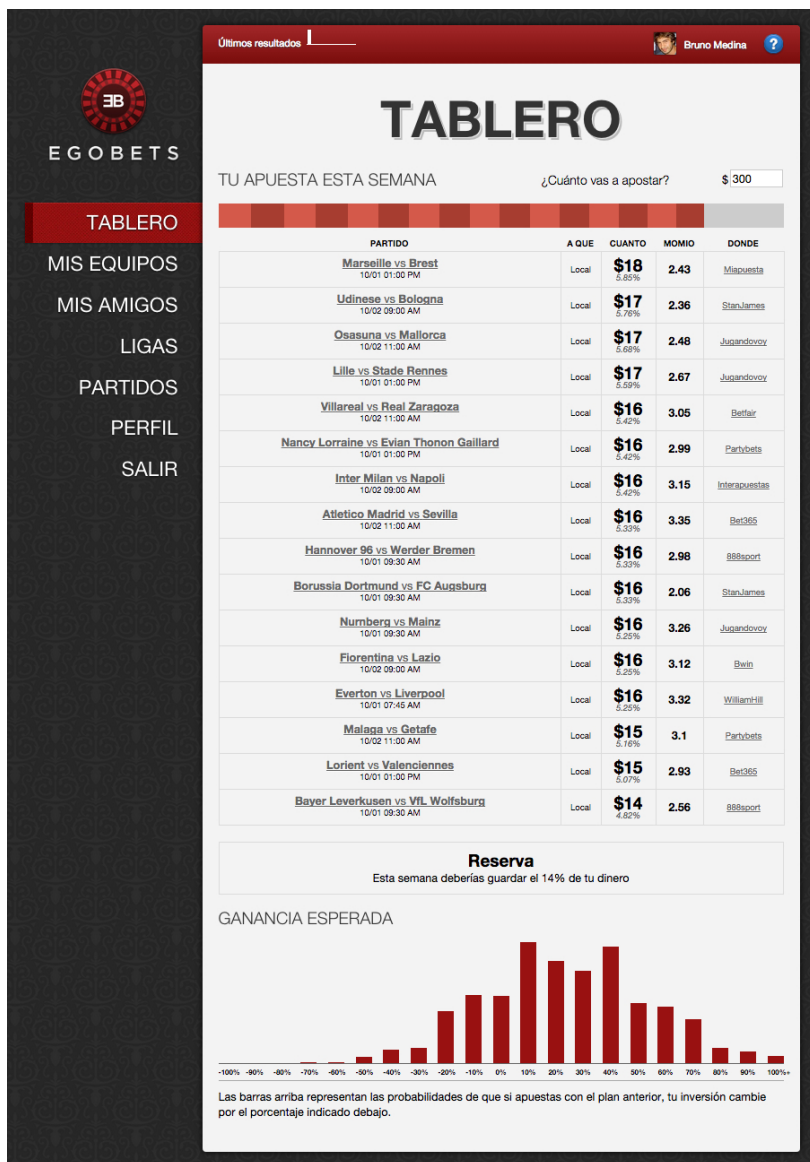 Últimos resultados
Bruno Medina ?
ƎB
EGOBETS
TABLERO
MIS EQUIPOS
MIS AMIGOS
LIGAS
PARTIDOS
PERFIL
SALIR
TABLERO
TU APUESTA ESTA SEMANA ¿Cuánto vas a apostar? $ 300
PARTIDO A QUE CUANTO MOMIO DONDE
Marseille vs Brest
10/01 01:00 PM
Local $18 5.85% 2.43 Miapuesta
Udinese vs Bologna
10/02 09:00 AM
Local $17 5.76% 2.36 StanJames
Osasuna vs Mallorca
10/02 11:00 AM
Local $17 5.68% 2.48 Jugandovoy
Lille vs Stade Rennes
10/01 01:00 PM
Local $17 5.59% 2.67 Jugandovoy
Villareal vs Real Zaragoza
10/02 11:00 AM
Local $16 5.42% 3.05 Betfair
Nancy Lorraine vs Evian Thonon Gaillard
10/01 01:00 PM
Local $16 5.42% 2.99 Partybets
Inter Milan vs Napoli
10/02 09:00 AM
Local $16 5.42% 3.15 Interapuestas
Atletico Madrid vs Sevilla
10/02 11:00 AM
Local $16 5.33% 3.35 Bet365
Hannover 96 vs Werder Bremen
10/01 09:30 AM
Local $16 5.33% 2.98 888sport
Borussia Dortmund vs FC Augsburg
10/01 09:30 AM
Local $16 5.33% 2.06 StanJames
Nurnberg vs Mainz
10/01 09:30 AM
Local $16 5.25% 3.26 Jugandovoy
Fiorentina vs Lazio
10/02 09:00 AM
Local $16 5.25% 3.12 Bwin
Everton vs Liverpool
10/01 07:45 AM
Local $16 5.25% 3.32 WilliamHill
Malaga vs Getafe
10/02 11:00 AM
Local $15 5.16% 3.1 Partybets
Lorient vs Valenciennes
10/01 01:00 PM
Local $15 5.07% 2.93 Bet365
Bayer Leverkusen vs VfL Wolfsburg
10/01 09:30 AM
Local $14 4.82% 2.56 888sport
Reserva
Esta semana deberías guardar el 14% de tu dinero
GANANCIA ESPERADA
-100% -90% -80% -70% -60% -50% -40% -30% -20% -10% 0% 10% 20% 30% 40% 50% 60% 70% 80% 90% 100%+
Las barras arriba representan las probabilidades de que si apuestas con el plan anterior, tu inversión cambie
por el porcentaje indicado debajo.